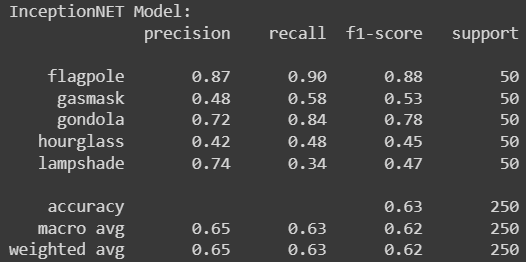 InceptionNET Model:
precision recall f1-score support
flagpole 0.87 0.90 0.88 50
gasmask 0.48 0.58 0.53 50
gondola 0.72 0.84 0.78 50
hourglass 0.42 0.48 0.45 50
lampshade 0.74 0.34 0.47 50
accuracy 0.63 250
macro avg 0.65 0.63 0.62 250
weighted avg 0.65 0.63 0.62 250